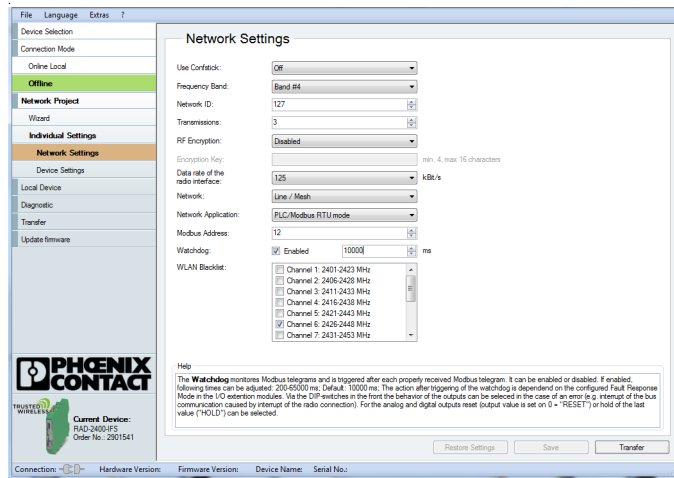 File Language Extras ?
Device Selection
Connection Mode
Online Local
Offline
Network Project
Wizard
Individual Settings
Network Settings
Device Settings
Local Device
Diagnostic
Transfer
Update firmware
Network Settings
Use Confstick: Off
Frequency Band: Band #4
Network ID: 127
Transmissions: 3
RF Encryption: Disabled
Encryption Key: min. 4, max 16 characters
Data rate of the
radio interface: 125 kBit/s
Network: Line / Mesh
Network Application: PLC/Modbus RTU mode
Modbus Address: 12
Watchdog: Enabled 10000 ms
WLAN Blacklist: Channel 1: 2401-2423 MHz
Channel 2: 2406-2428 MHz
Channel 3: 2411-2433 MHz
Channel 4: 2416-2438 MHz
Channel 5: 2421-2443 MHz
Channel 6: 2426-2448 MHz
Channel 7: 2431-2453 MHz
Help
The Watchdog monitores Modbus telegrams and is triggered after each properly received Modbus telegram. It can be enabled or disabled. If enabled,
following times can be adjusted: 200-65000 ms; Default: 10000 ms; The action after triggering of the watchdog is dependend on the configured Fault Response
Mode in the I/O extention modules. Via the DIP-switches in the front the behavior of the outputs can be seleced in the case of an error (e.g. interrupt of the bus
communication caused by interrupt of the radio connection). For the analog and digital outputs reset (output value is set on 0 = "RESET") or hold of the last
value ("HOLD") can be selected.
PHŒNIX
CONTACT
TRUSTED
WIRELESS
Current Device:
RAD-2400-IFS
Order No.: 2901541
Restore Settings Save Transfer
Connection: Hardware Version: Firmware Version: Device Name: Serial No.: